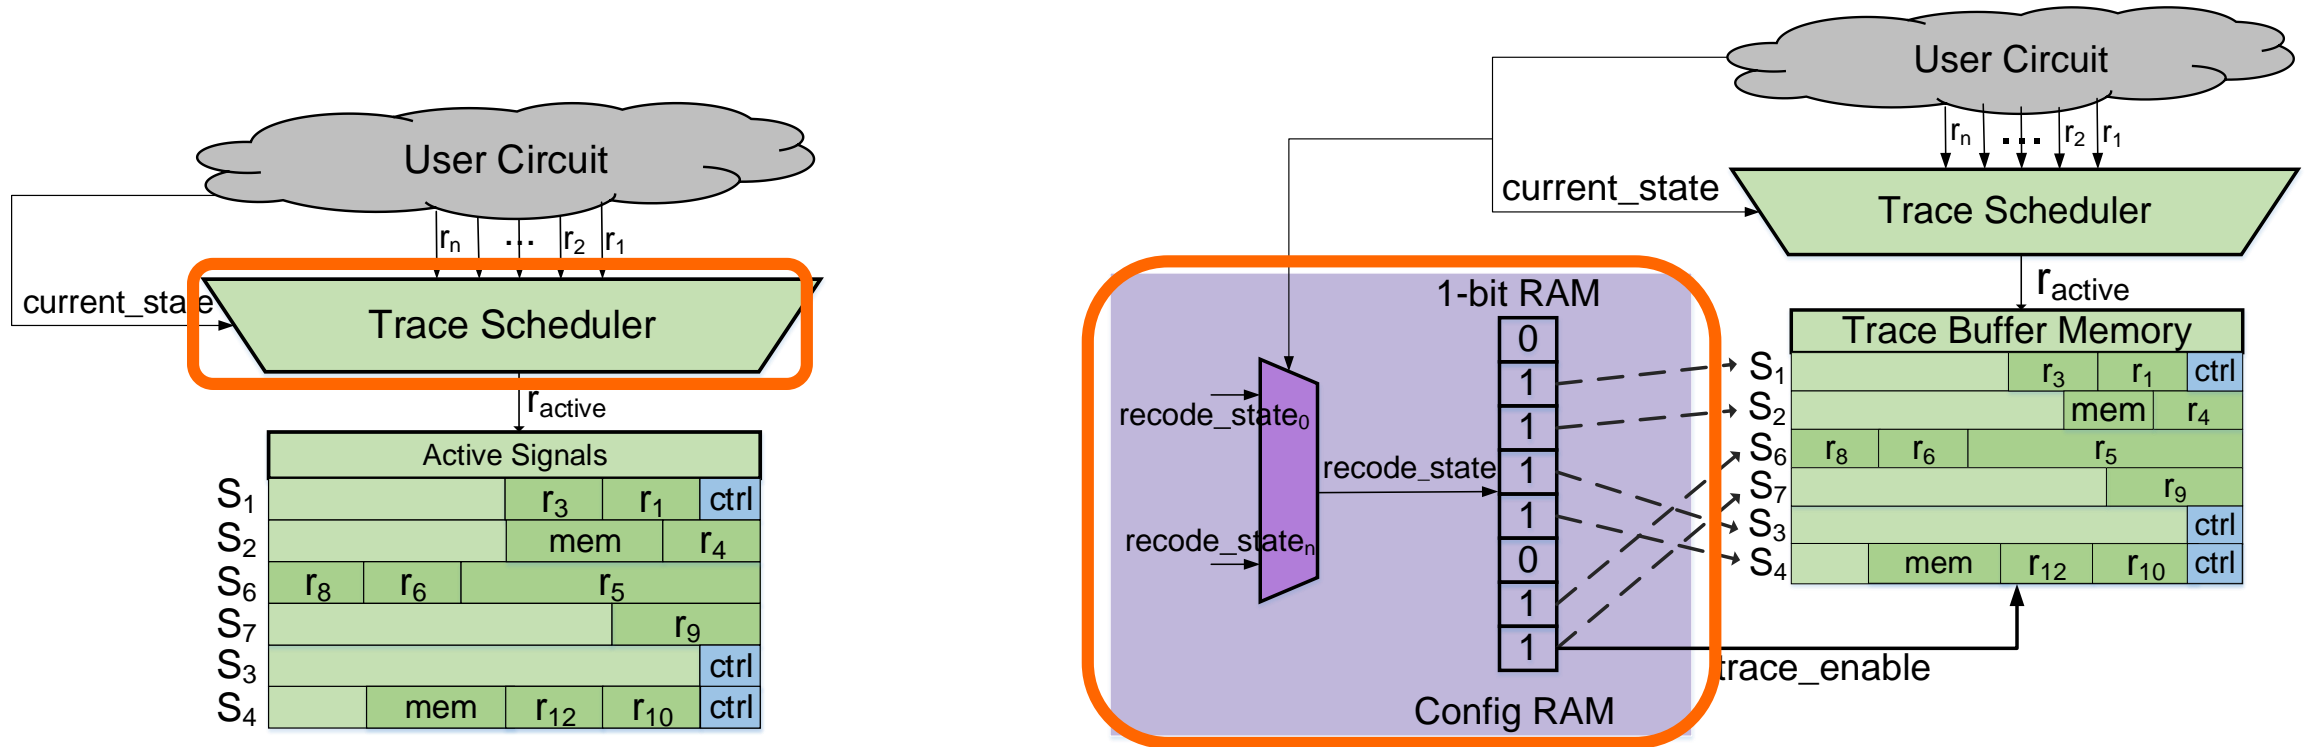 User Circuit
rn ... r2 r1
current_state
Trace Scheduler
ractive
Active Signals
S1 r3 r1 ctrl
S2 mem r4
S6 r8 r6 r5
S7 r9
S3 ctrl
S4 mem r12 r10 ctrl
User Circuit
rn ... r2 r1
current_state
Trace Scheduler
ractive
1-bit RAM
0
1
1
1
1
0
1
1
recode_state0
recode_state
recode_staten
Config RAM
Trace Buffer Memory
S1 r3 r1 ctrl
S2 mem r4
S6 r8 r6 r5
S7 r9
S3 ctrl
S4 mem r12 r10 ctrl
trace_enable